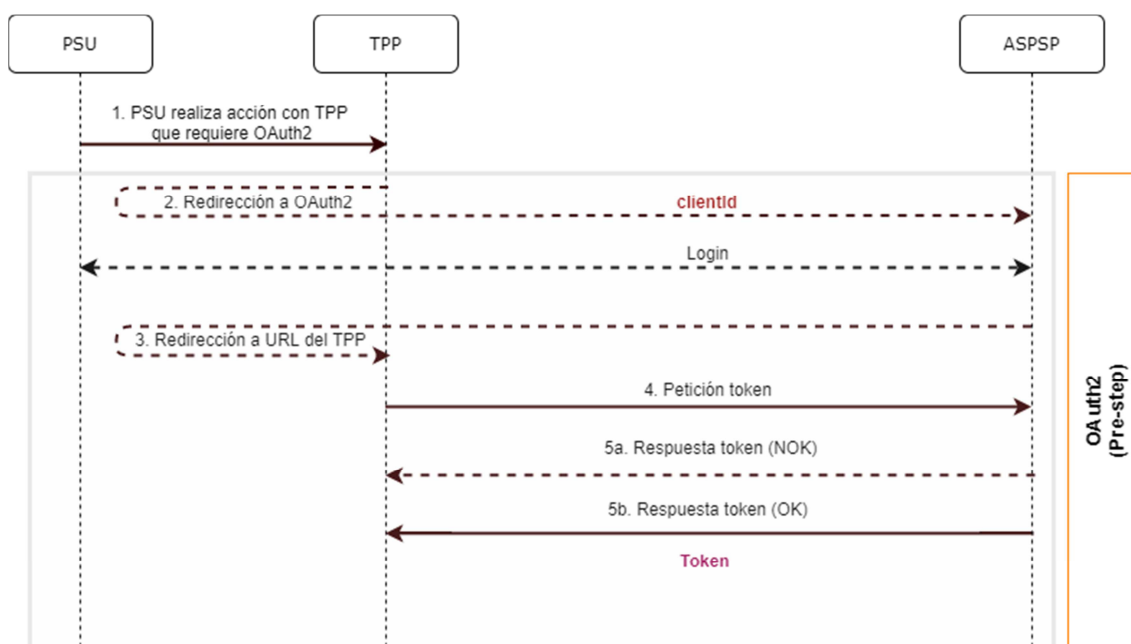 PSU
TPP
ASPSP
1. PSU realiza acción con TPP
que requiere OAuth2
2. Redirección a OAuth2
clientId
Login
3. Redirección a URL del TPP
4. Petición token
5a. Respuesta token (NOK)
5b. Respuesta token (OK)
Token
OAuth2
(Pre-step)